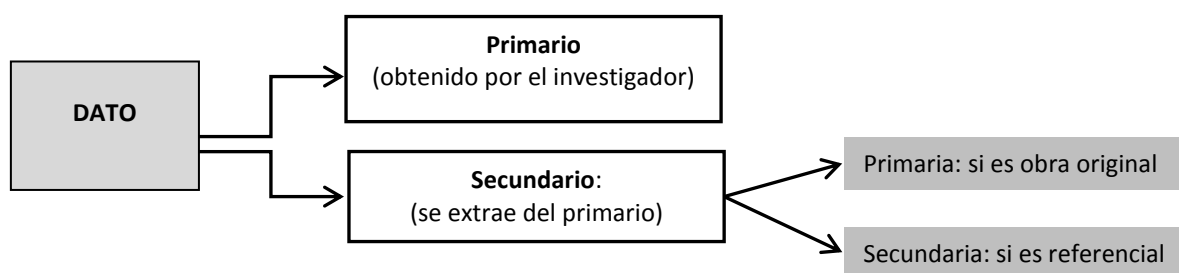 DATO
Primario
(obtenido por el investigador)
Secundario:
(se extrae del primario)
Primaria: si es obra original
Secundaria: si es referencial